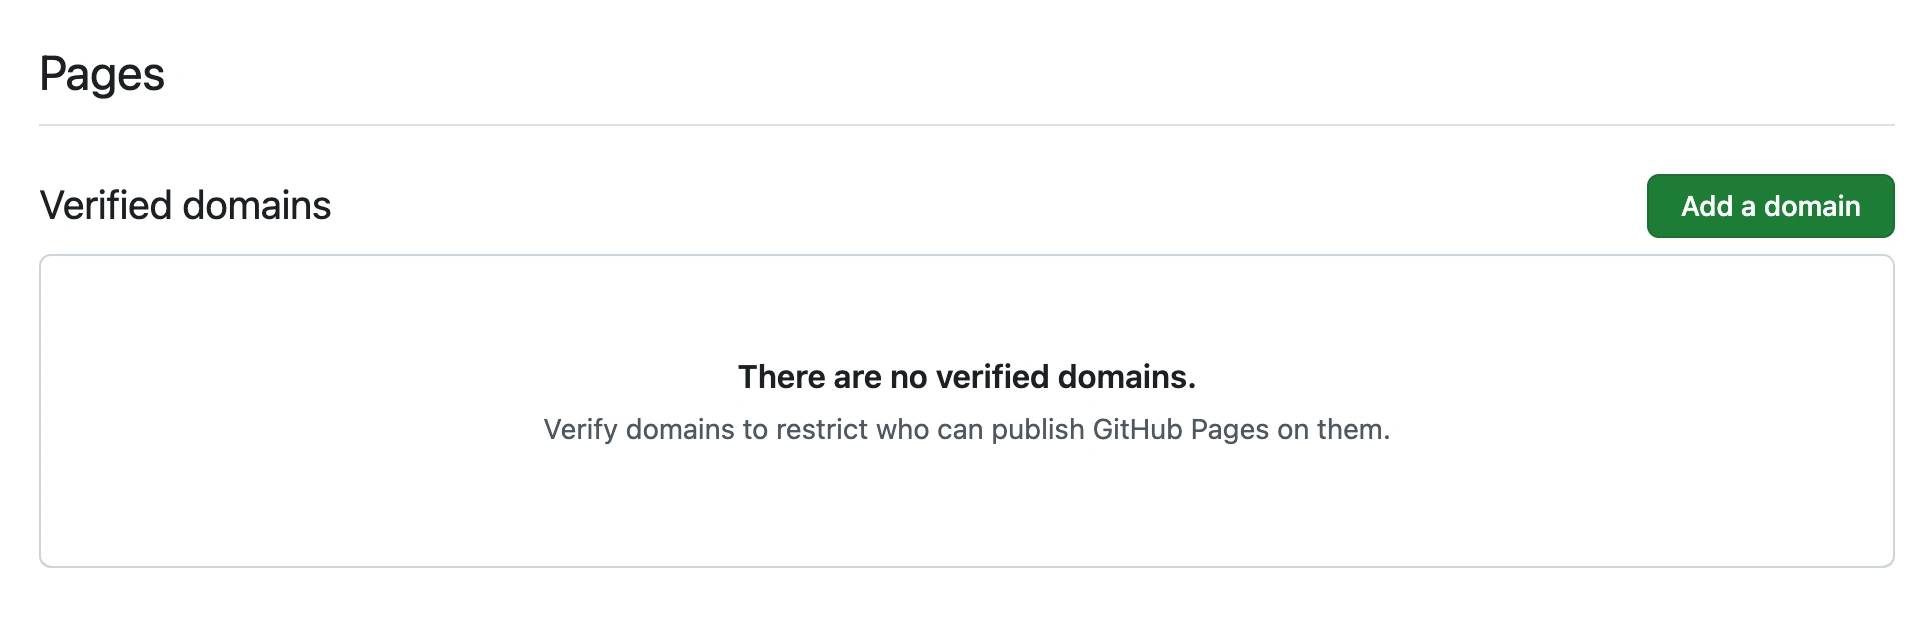 Pages
Verified domains
Add a domain
There are no verified domains.
Verify domains to restrict who can publish GitHub Pages on them.